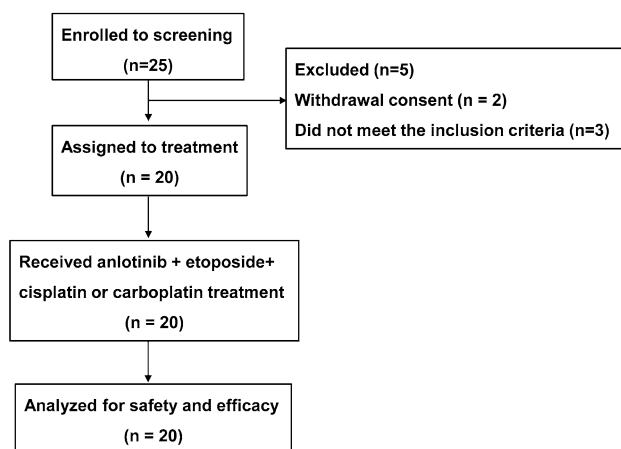 Enrolled to screening
(n=25)
Excluded (n=5)
Withdrawal consent (n = 2)
Did not meet the inclusion criteria (n=3)
Assigned to treatment
(n = 20)
Received anlotinib + etoposide+
cisplatin or carboplatin treatment
(n = 20)
Analyzed for safety and efficacy
(n = 20)